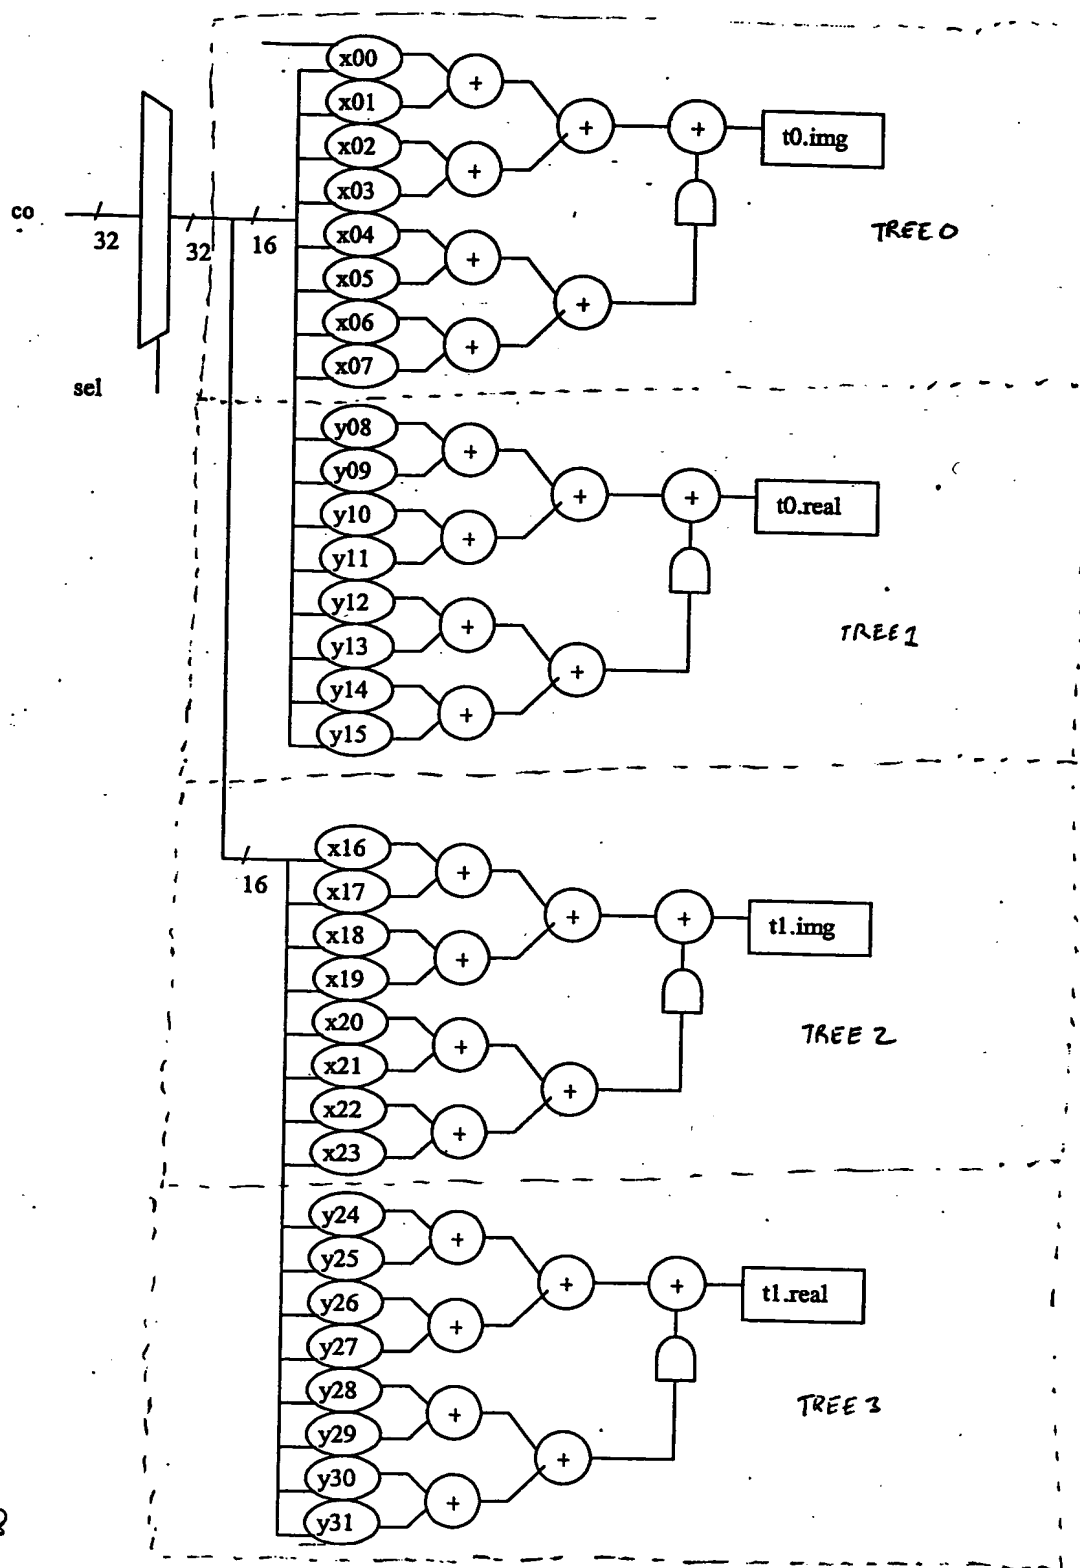 x00
+
x01
+
+
t0.img
x02
+
x03
co
32
32
16
x04
+
TREE 0
x05
+
x06
+
x07
sel
y08
+
y09
+
+
t0.real
y10
+
y11
y12
+
TREE 1
y13
+
y14
+
y15
x16
+
16
x17
+
+
t1.img
x18
+
x19
x20
+
TREE 2
x21
+
x22
+
x23
y24
+
y25
+
+
t1.real
y26
+
y27
y28
+
TREE 3
y29
+
y30
+
y31